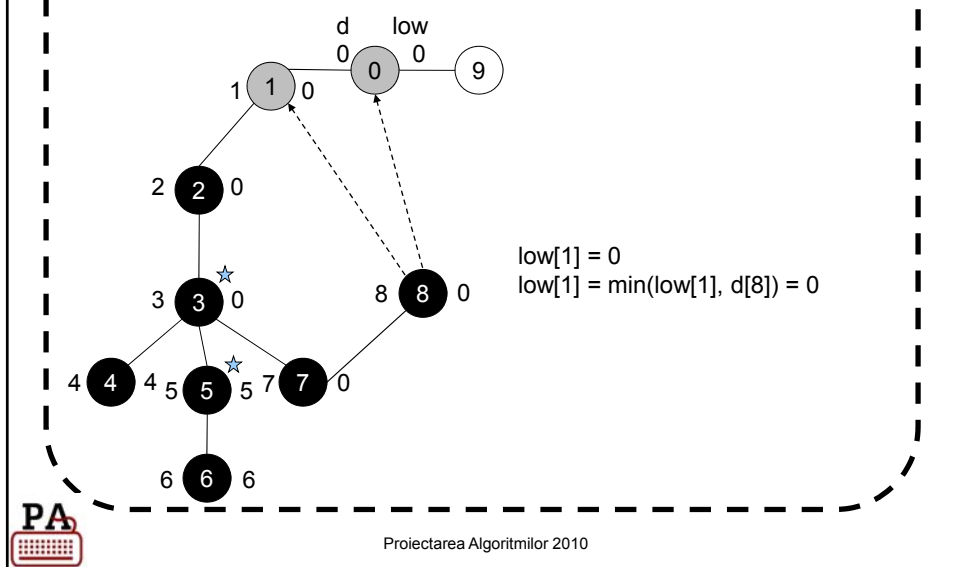 d low
0 0 0 9
1 1 0
2 2 0
low[1] = 0
3 3 0 8 8 0 low[1] = min(low[1], d[8]) = 0
4 4 4 5 5 5 7 7 0
6 6 6
PA
Proiectarea Algoritmilor 2010